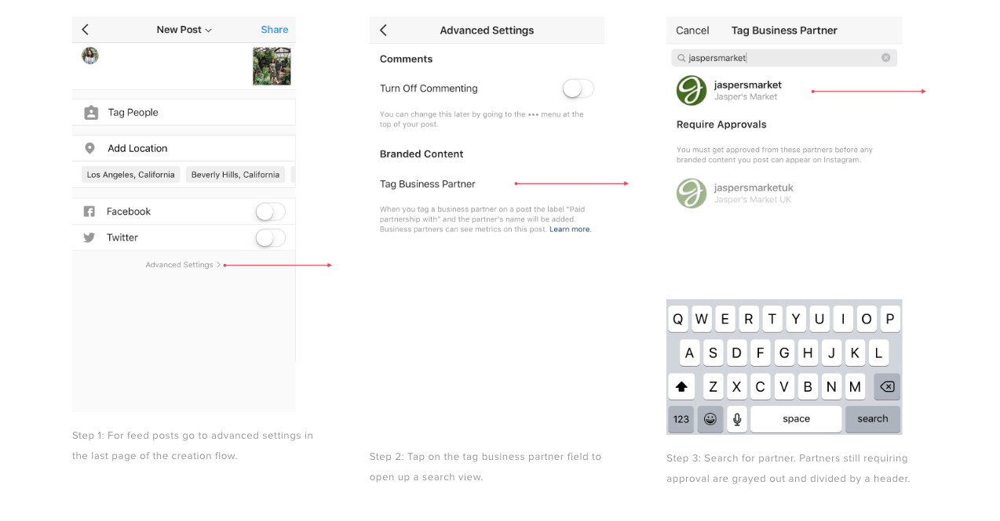 New Post
Share
Tag People
Add Location
Los Angeles, California
Beverly Hills, California
Facebook
Twitter
Advanced Settings
Step 1: For feed posts go to advanced settings in
the last page of the creation flow.
Advanced Settings
Comments
Turn Off Commenting
You can change this later by going to the ••• menu at the
top of your post.
Branded Content
Tag Business Partner
When you tag a business partner on a post the label "Paid
partnership with" and the partner's name will be added.
Business partners can see metrics on this post. Learn more.
Step 2: Tap on the tag business partner field to
open up a search view.
Cancel
Tag Business Partner
jaspersmarket
jaspersmarket
Jasper's Market
Require Approvals
You must get approved from these partners before any
branded content you post can appear on Instagram.
jaspersmarketuk
Jasper's Market UK
Q W E R T Y U I O P
A S D F G H J K L
Z X C V B N M
123 space search
Step 3: Search for partner. Partners still requiring
approval are grayed out and divided by a header.